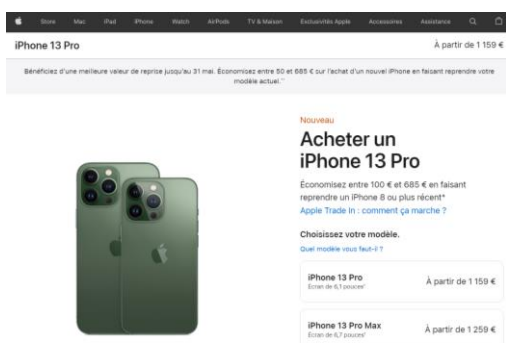 Store Mac iPad iPhone Watch AirPods TV & Maison Exclusivités Apple Accessoires Assistance
iPhone 13 Pro À partir de 1 159 €
Bénéficiez d'une meilleure valeur de reprise jusqu'au 31 mai. Économisez entre 50 et 685 € sur l'achat d'un nouvel iPhone en faisant reprendre votre
modèle actuel.**
Nouveau
Acheter un
iPhone 13 Pro
Économisez entre 100 € et 685 € en faisant
reprendre un iPhone 8 ou plus récent*
Apple Trade In : comment ça marche ?
Choisissez votre modèle.
Quel modèle vous faut-il ?
iPhone 13 Pro À partir de 1 159 €
Écran de 6,1 pouces¹
iPhone 13 Pro Max À partir de 1 259 €
Écran de 6,7 pouces¹